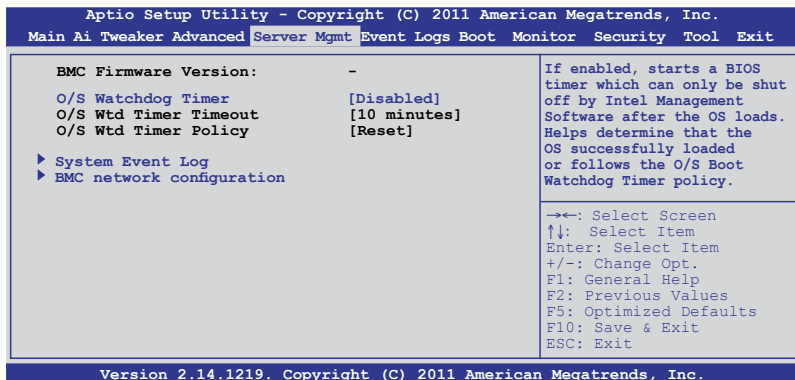 Aptio Setup Utility - Copyright (C) 2011 American Megatrends, Inc.
Main Ai Tweaker Advanced Server Mgmt Event Logs Boot Monitor Security Tool Exit
BMC Firmware Version: -
O/S Watchdog Timer [Disabled]
O/S Wtd Timer Timeout [10 minutes]
O/S Wtd Timer Policy [Reset]
System Event Log
BMC network configuration
If enabled, starts a BIOS
timer which can only be shut
off by Intel Management
Software after the OS loads.
Helps determine that the
OS successfully loaded
or follows the O/S Boot
Watchdog Timer policy.
→←: Select Screen
↑↓: Select Item
Enter: Select Item
+/-: Change Opt.
F1: General Help
F2: Previous Values
F5: Optimized Defaults
F10: Save & Exit
ESC: Exit
Version 2.14.1219. Copyright (C) 2011 American Megatrends, Inc.